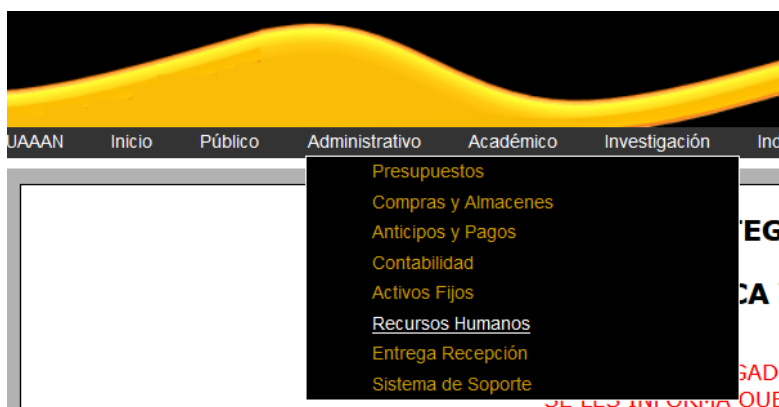 UAAAN Inicio Público Administrativo Académico Investigación
Presupuestos
Compras y Almacenes
Anticipos y Pagos
Contabilidad
Activos Fijos
Recursos Humanos
Entrega Recepción
Sistema de Soporte